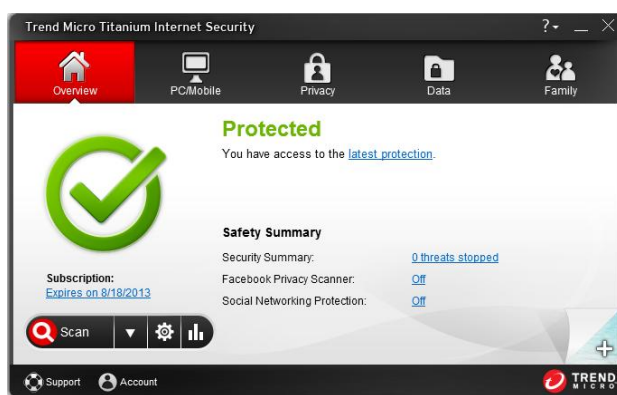 Trend Micro Titanium Internet Security
?
Overview
PC/Mobile
Privacy
Data
Family
Protected
You have access to the latest protection.
Safety Summary
Security Summary: 0 threats stopped
Facebook Privacy Scanner: Off
Social Networking Protection: Off
Subscription:
Expires on 8/18/2013
Scan
Support
Account
TREND
MICRO